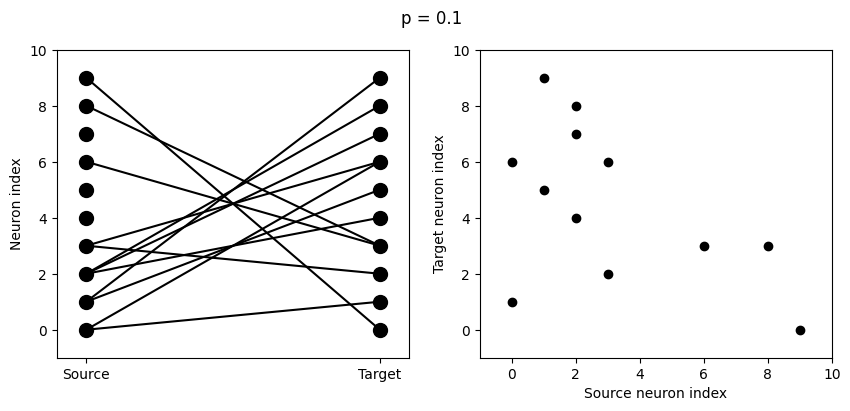 p = 0.1
Neuron index
10
8
6
4
2
0
Source Target
Target neuron index
10
8
6
4
2
0
0 2 4 6 8 10
Source neuron index